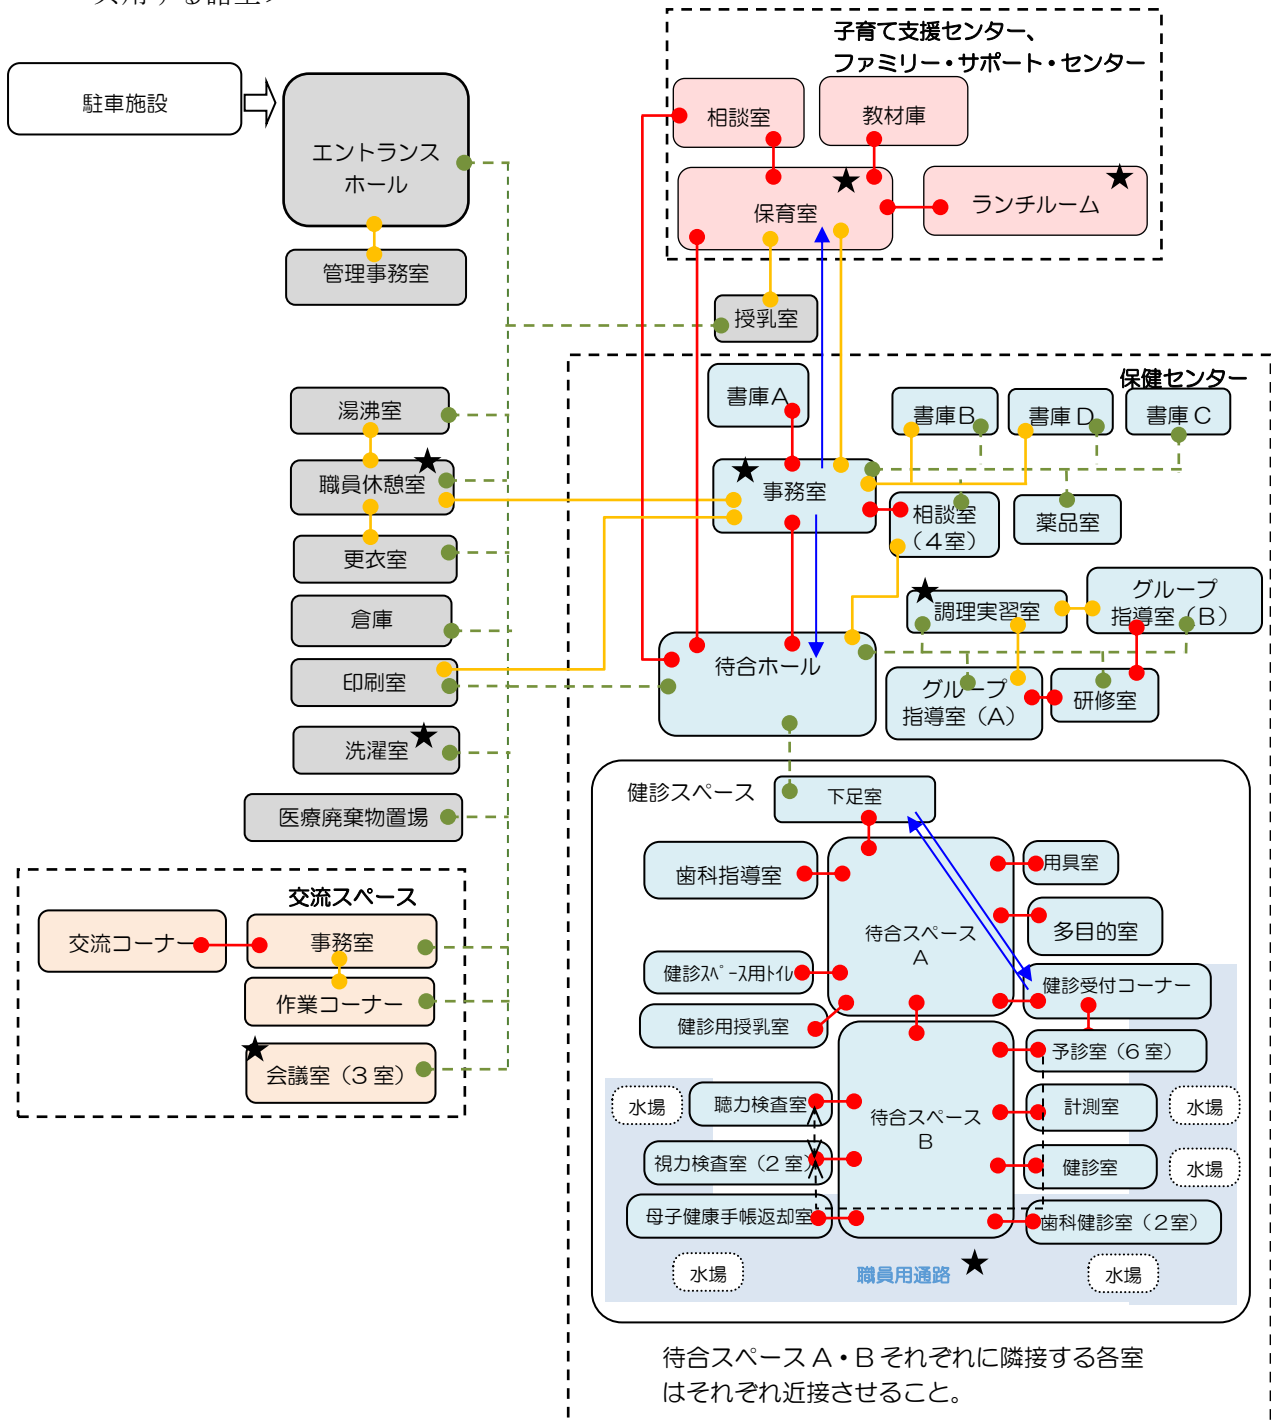 共用する諸室>
子育て支援センター、
ファミリー・サポート・センター
駐車施設
エントランス
ホール
管理事務室
相談室
教材庫
保育室
ランチルーム
授乳室
保健センター
湯沸室
職員休憩室
更衣室
倉庫
印刷室
洗濯室
医療廃棄物置場
書庫A
書庫B
書庫D
書庫C
事務室
相談室
(4室)
薬品室
調理実習室
グループ
指導室(B)
待合ホール
グループ
指導室(A)
研修室
交流スペース
交流コーナー
事務室
作業コーナー
会議室(3室)
健診スペース
下足室
歯科指導室
待合スペース
A
用具室
多目的室
健診スペース用トイレ
健診受付コーナー
健診用授乳室
予診室(6室)
水場
聴力検査室
待合スペース
B
計測室
水場
視力検査室(2室)
健診室
水場
母子健康手帳返却室
歯科健診室(2室)
水場
職員用通路
水場
待合スペースA・Bそれぞれに隣接する各室
はそれぞれ近接させること。